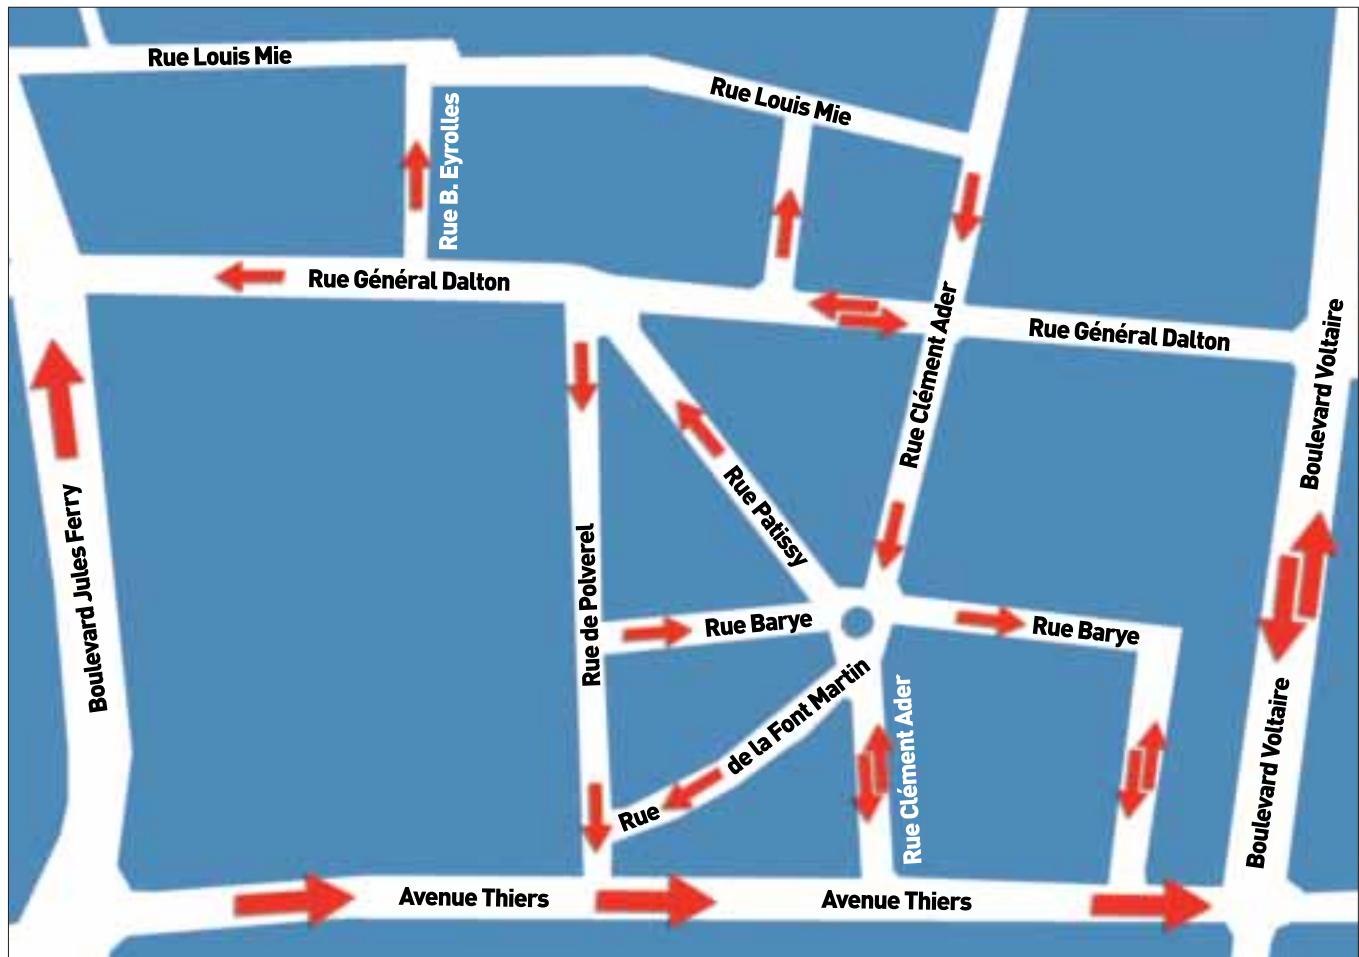 Rue Louis Mie
Rue Louis Mie
Rue B. Eyrolles
Rue Général Dalton
Rue Général Dalton
Rue Clément Ader
Boulevard Voltaire
Boulevard Jules Ferry
Rue Patissy
Rue de Polverel
Rue Barye
Rue Barye
Rue de la Font Martin
Rue Clément Ader
Boulevard Voltaire
Avenue Thiers
Avenue Thiers